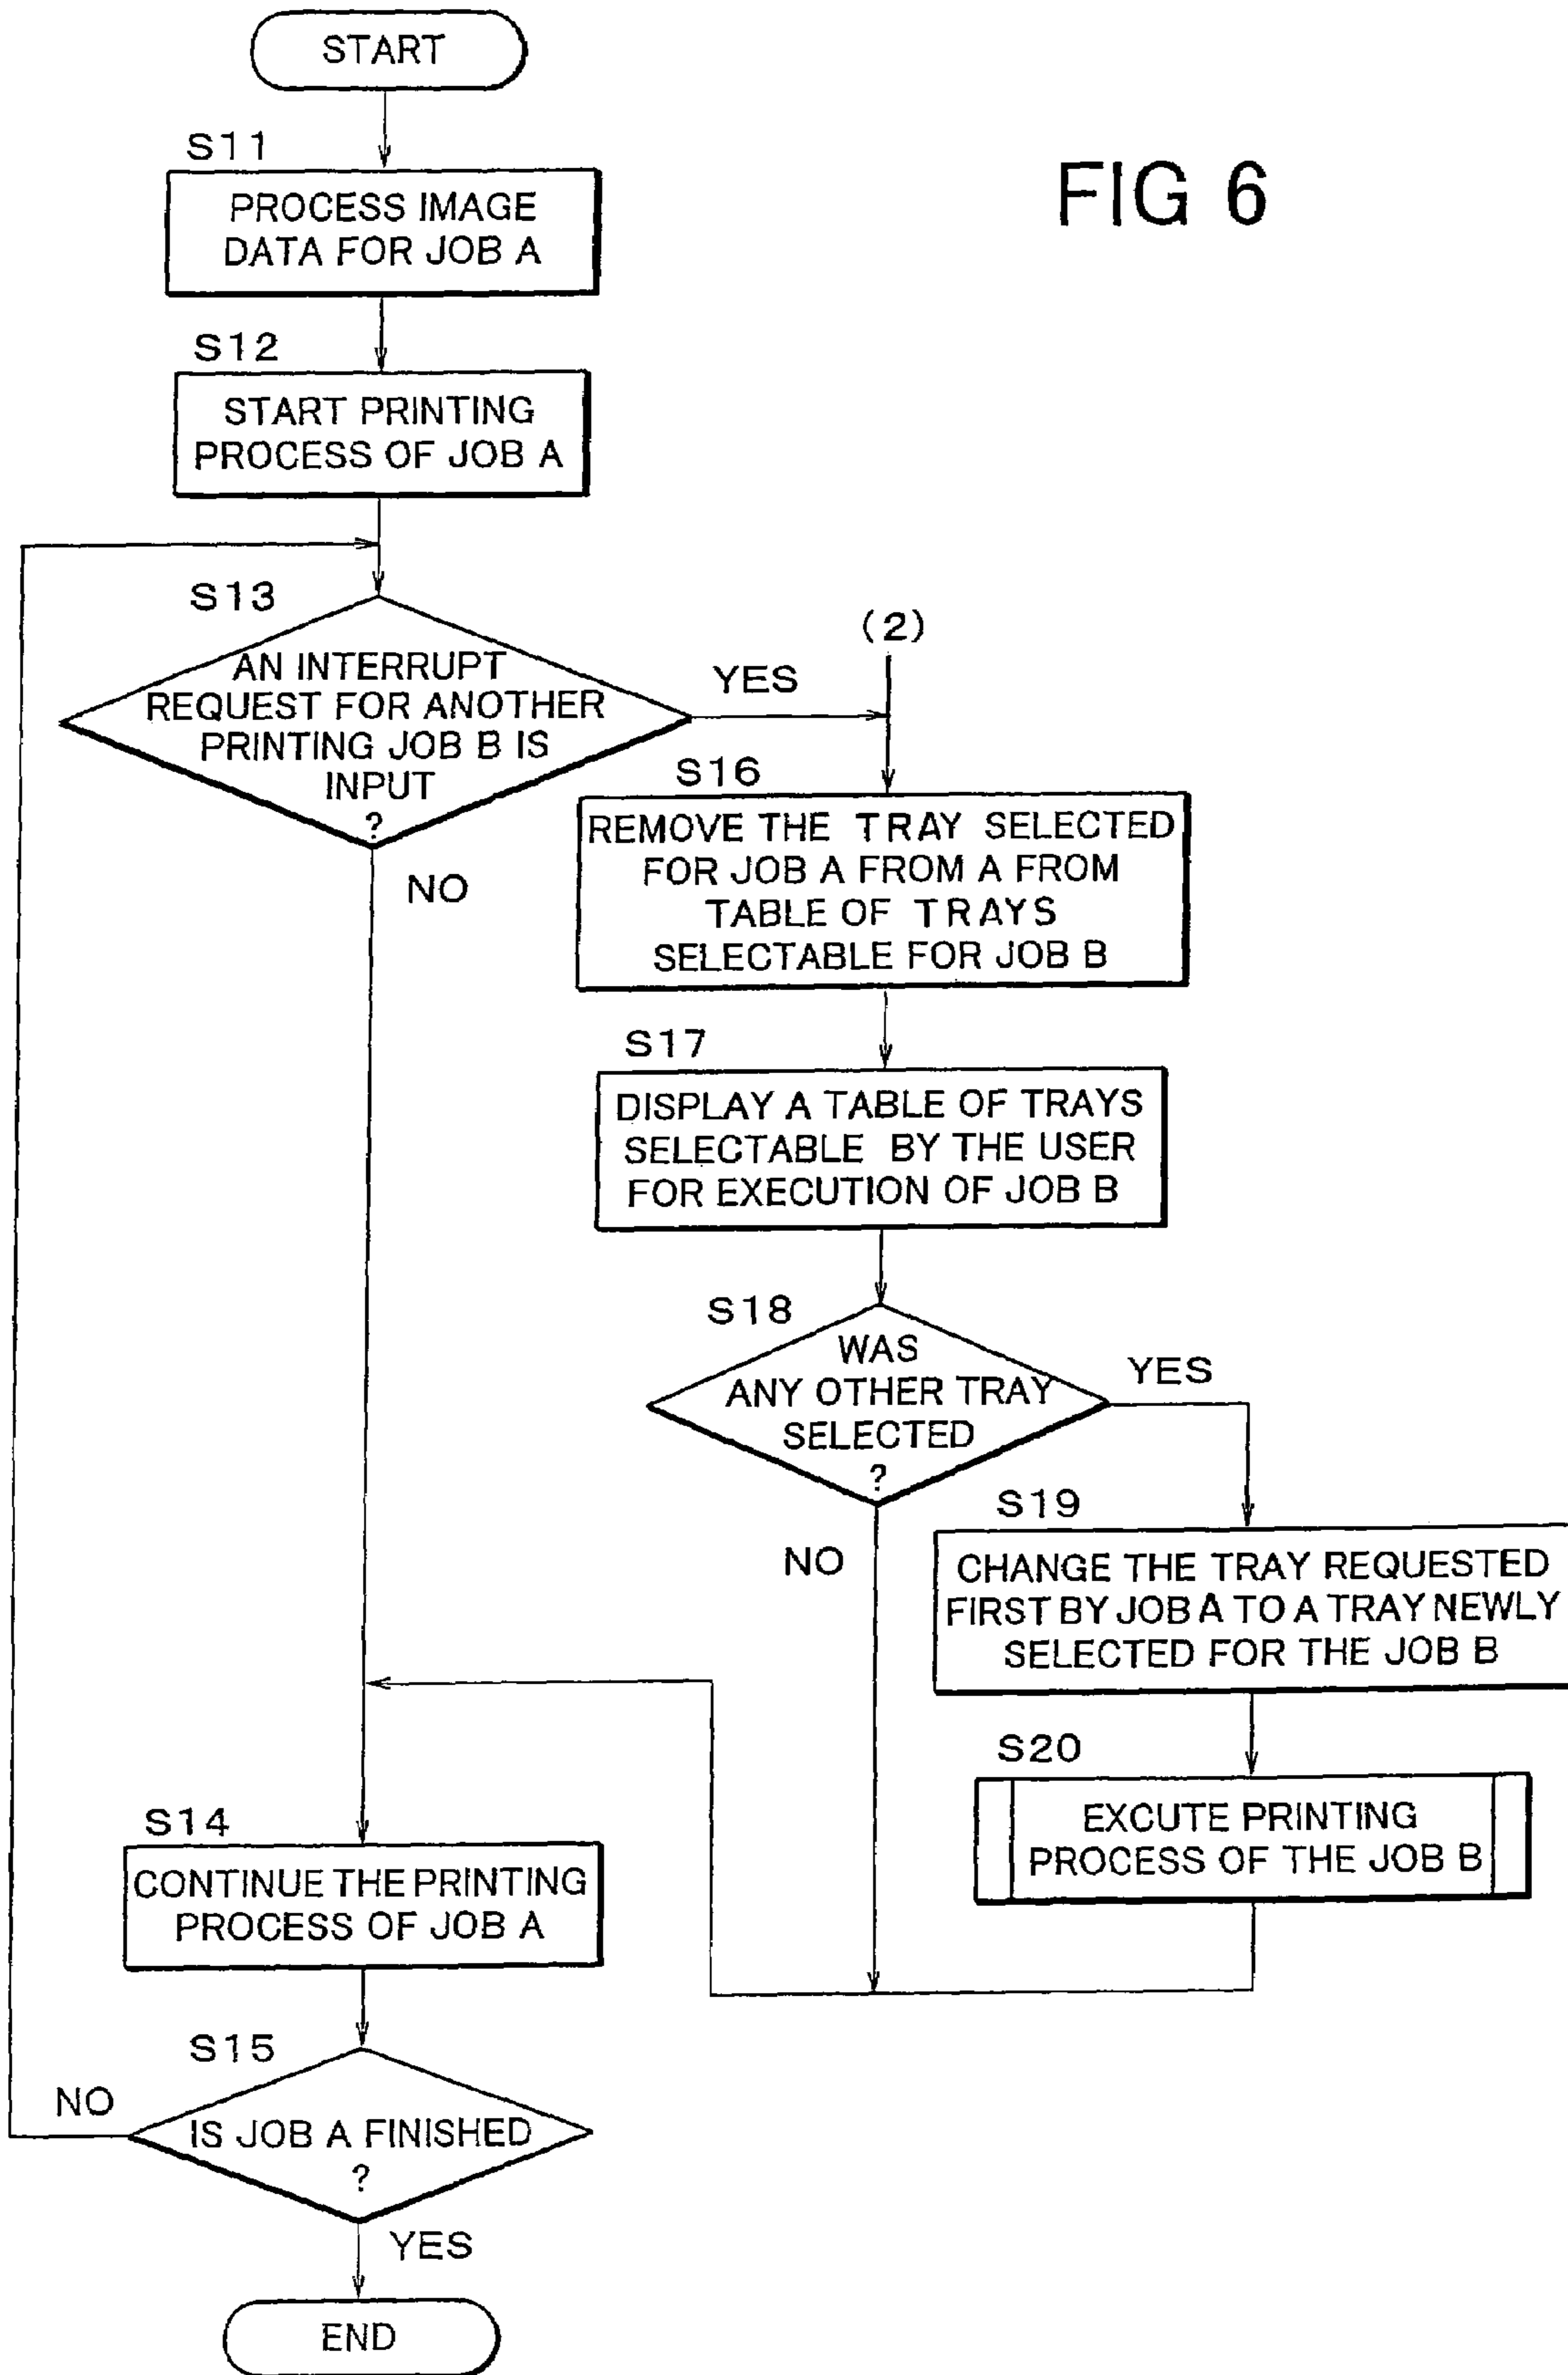 START
FIG 6
S11
PROCESS IMAGE
DATA FOR JOB A
S12
START PRINTING
PROCESS OF JOB A
S13
AN INTERRUPT
REQUEST FOR ANOTHER
PRINTING JOB B IS
INPUT
?
YES
NO
(2)
S16
REMOVE THE TRAY SELECTED
FOR JOB A FROM A FROM
TABLE OF TRAYS
SELECTABLE FOR JOB B
S17
DISPLAY A TABLE OF TRAYS
SELECTABLE BY THE USER
FOR EXECUTION OF JOB B
S18
WAS
ANY OTHER TRAY
SELECTED
?
YES
NO
S19
CHANGE THE TRAY REQUESTED
FIRST BY JOB A TO A TRAY NEWLY
SELECTED FOR THE JOB B
S20
EXCUTE PRINTING
PROCESS OF THE JOB B
S14
CONTINUE THE PRINTING
PROCESS OF JOB A
S15
IS JOB A FINISHED
?
NO
YES
END